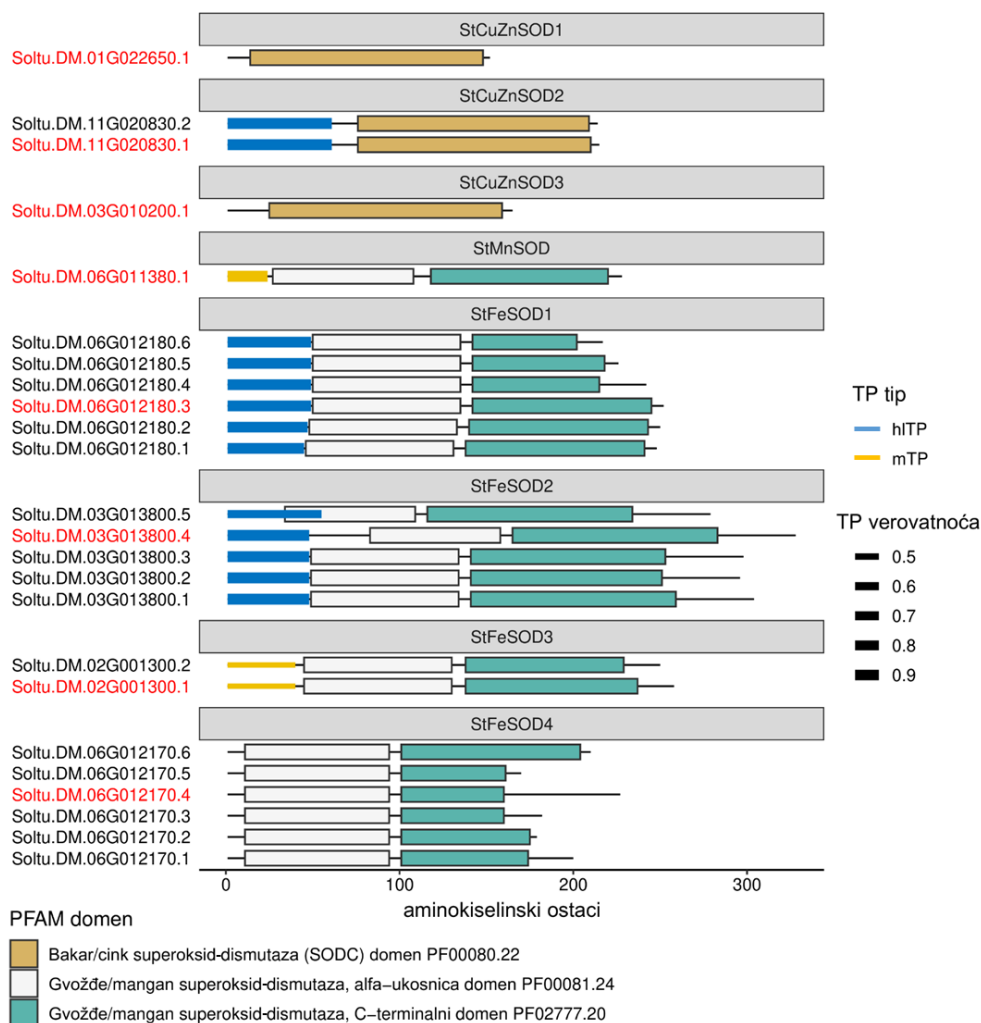 StCuZnSOD1
Soltu.DM.01G022650.1
StCuZnSOD2
Soltu.DM.11G020830.2
Soltu.DM.11G020830.1
StCuZnSOD3
Soltu.DM.03G010200.1
StMnSOD
Soltu.DM.06G011380.1
StFeSOD1
Soltu.DM.06G012180.6
Soltu.DM.06G012180.5
Soltu.DM.06G012180.4
Soltu.DM.06G012180.3
Soltu.DM.06G012180.2
Soltu.DM.06G012180.1
StFeSOD2
Soltu.DM.03G013800.5
Soltu.DM.03G013800.4
Soltu.DM.03G013800.3
Soltu.DM.03G013800.2
Soltu.DM.03G013800.1
StFeSOD3
Soltu.DM.02G001300.2
Soltu.DM.02G001300.1
StFeSOD4
Soltu.DM.06G012170.6
Soltu.DM.06G012170.5
Soltu.DM.06G012170.4
Soltu.DM.06G012170.3
Soltu.DM.06G012170.2
Soltu.DM.06G012170.1
0 100 200 300
aminokiselinski ostaci
TP tip
hlTP
mTP
TP verovatnoća
0.5
0.6
0.7
0.8
0.9
PFAM domen
Bakar/cink superoksid-dismutaza (SODC) domen PF00080.22
Gvožđe/mangan superoksid-dismutaza, alfa−ukosnica domen PF00081.24
Gvožđe/mangan superoksid-dismutaza, C−terminalni domen PF02777.20